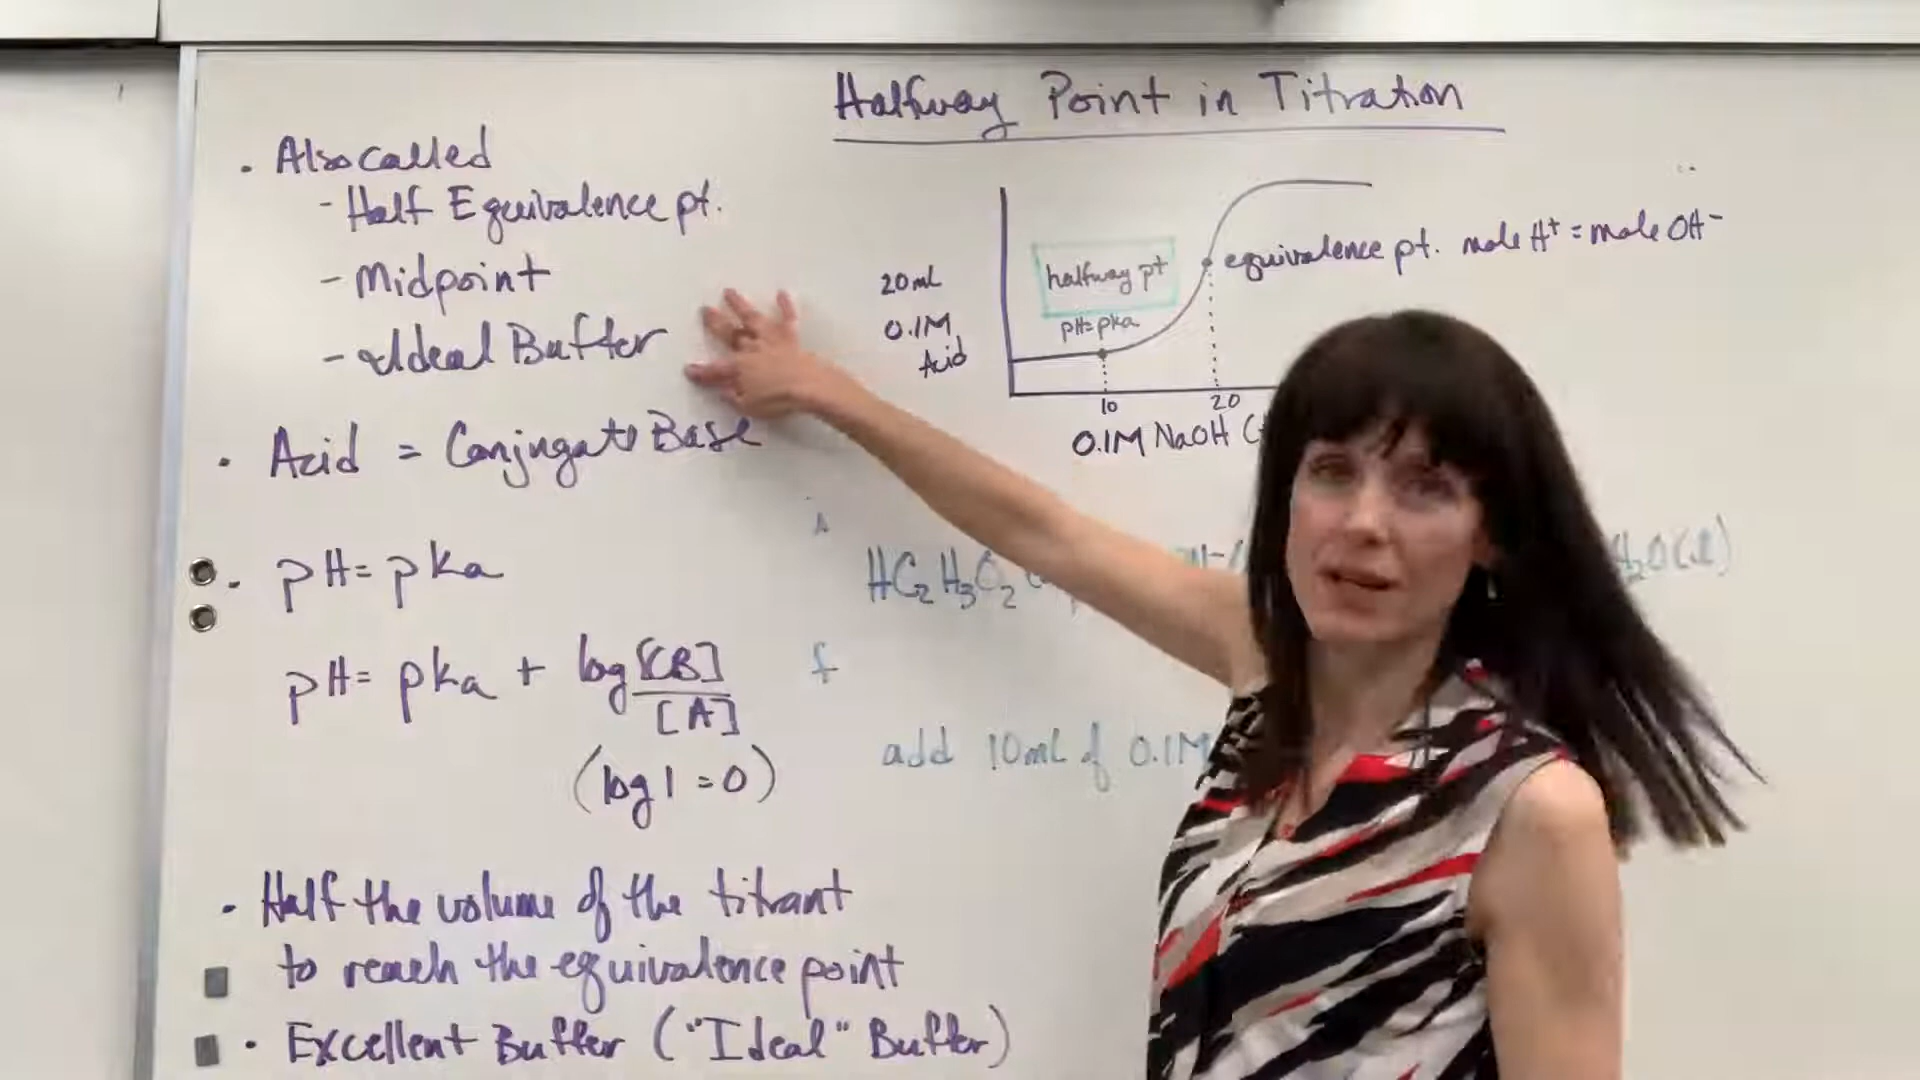 Halfway Point in Titration
• Also called
- Half Equivalence pt.
- Midpoint
- Ideal Buffer
• Acid = Conjugate Base
• pH = pka
pH = pka + log [CB]
[A]
(log 1 = 0)
• Half the volume of the titrant
to reach the equivalence point
• Excellent Buffer ("Ideal" Buffer)
20mL
0.1M
Acid
halfway pt
pH=pka
equivalence pt. mole H⁺ = mole OH⁻
10
20
0.1M NaOH
i
HC₂H₃O₂
H₂O(l)
f
add 10mL of 0.1M